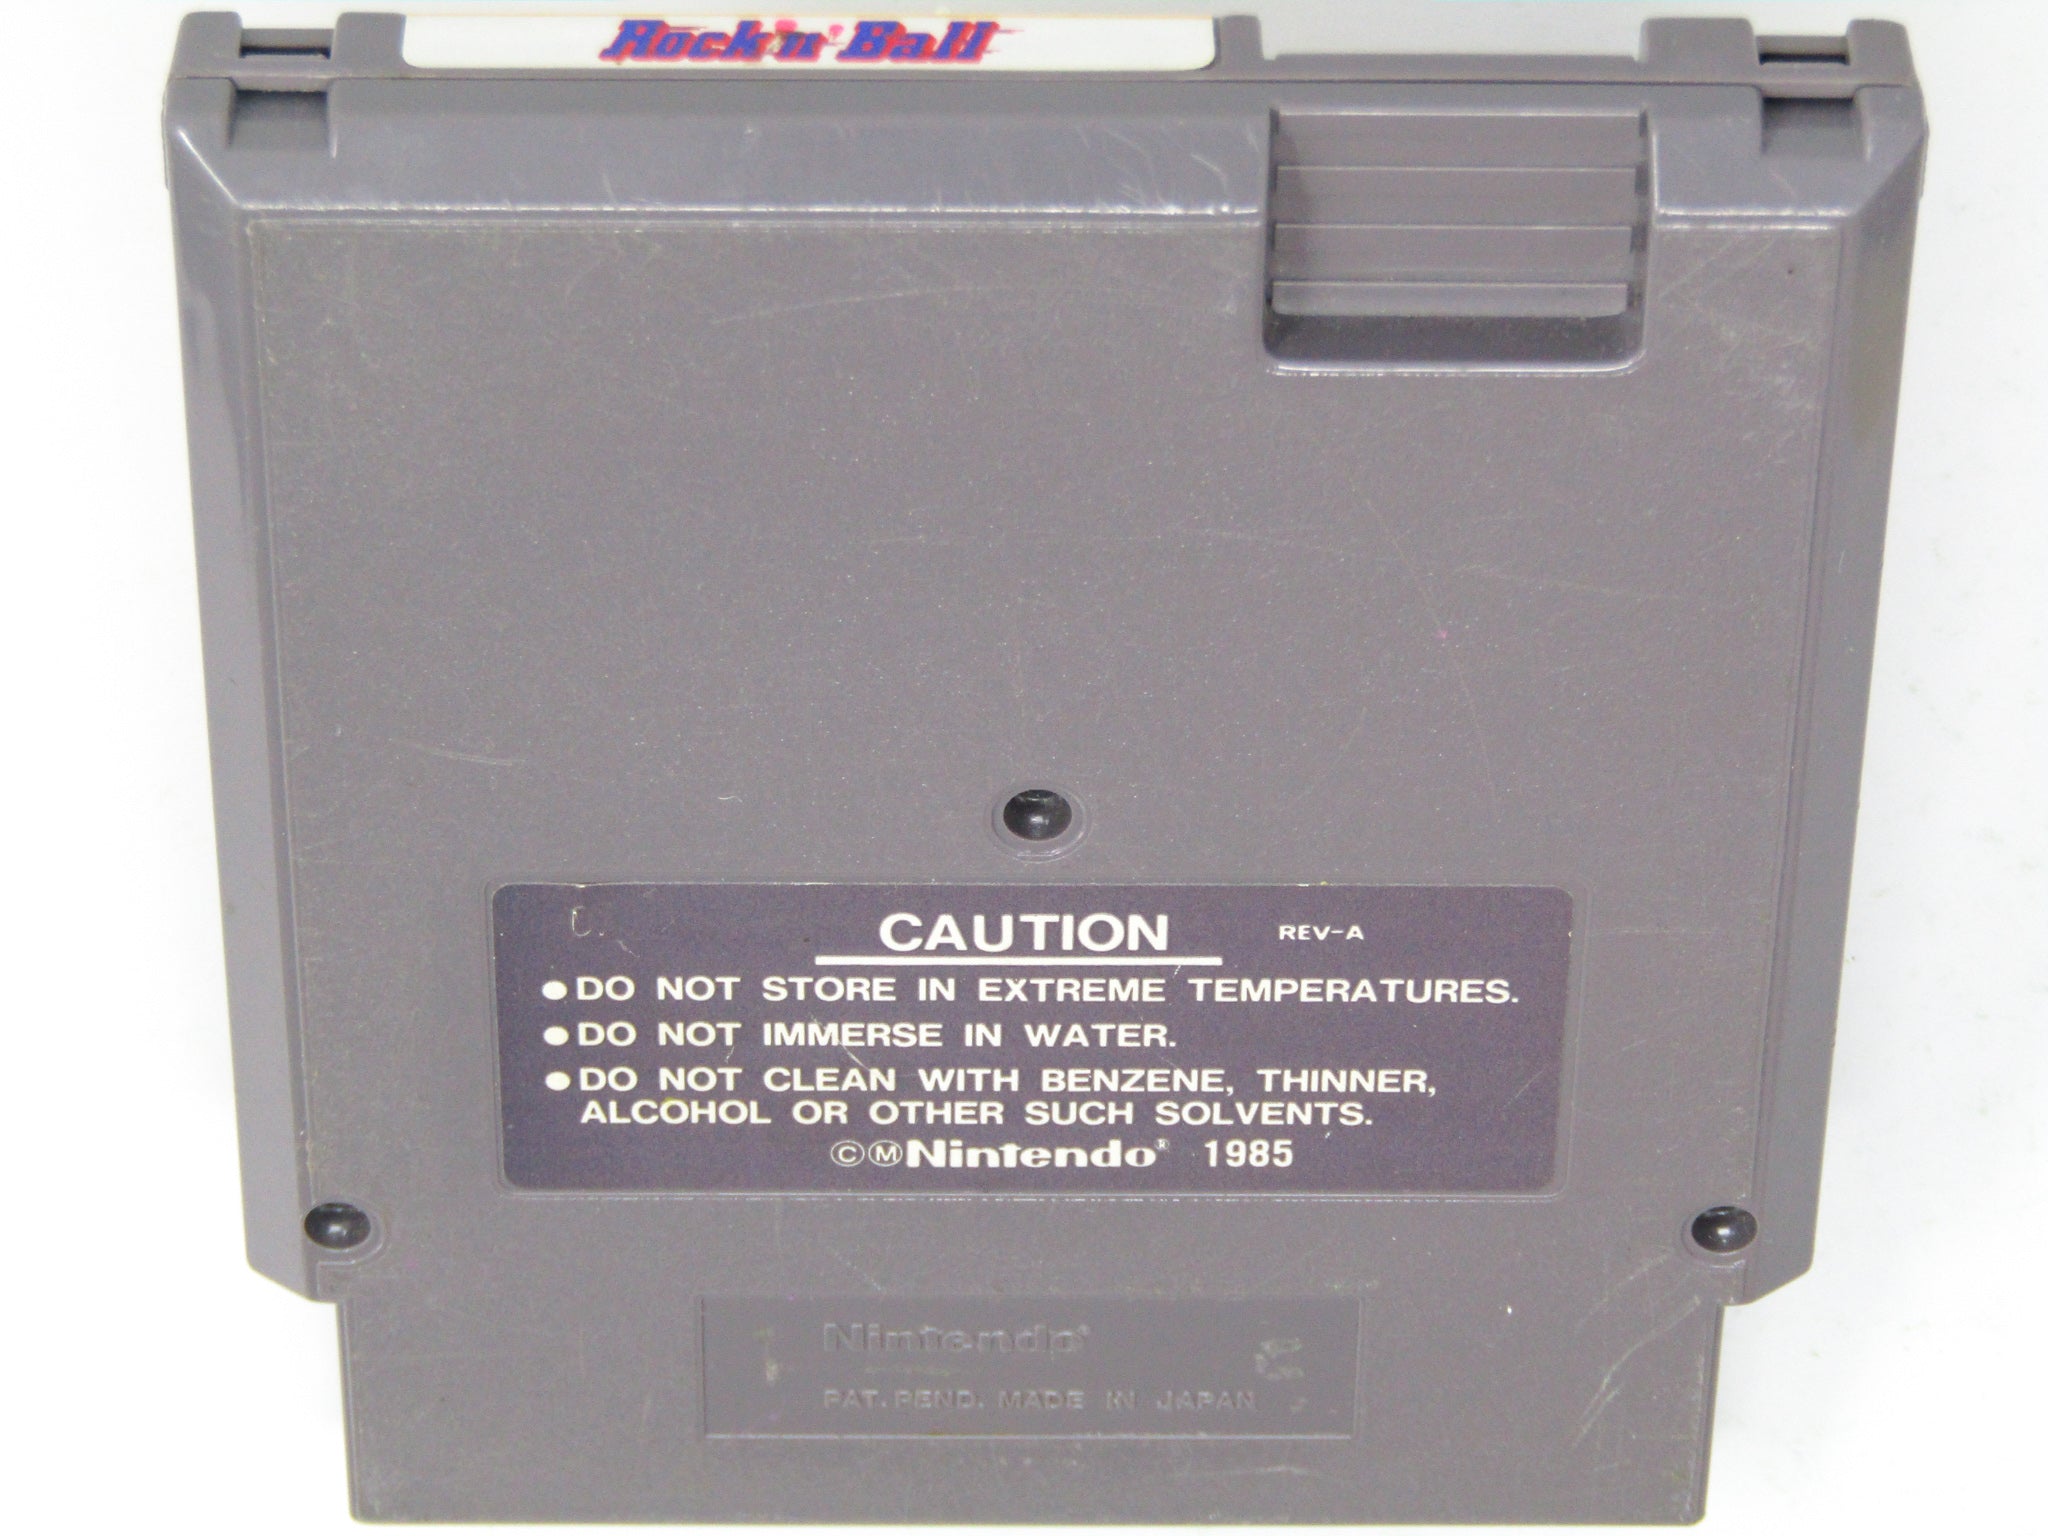 Rock'n' Ball
CAUTION REV-A
●DO NOT STORE IN EXTREME TEMPERATURES.
●DO NOT IMMERSE IN WATER.
●DO NOT CLEAN WITH BENZENE, THINNER,
ALCOHOL OR OTHER SUCH SOLVENTS.
ⒸⓂNintendo® 1985
Nintendo®
PAT. PEND. MADE IN JAPAN